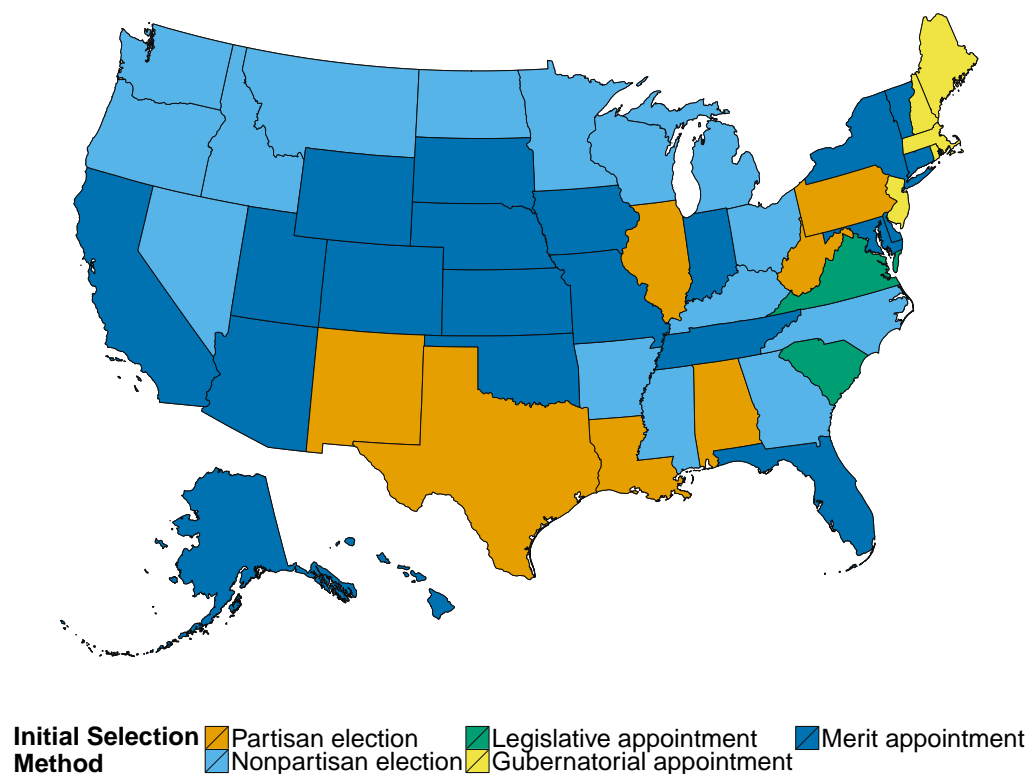 Initial Selection Method
Partisan election
Nonpartisan election
Legislative appointment
Gubernatorial appointment
Merit appointment